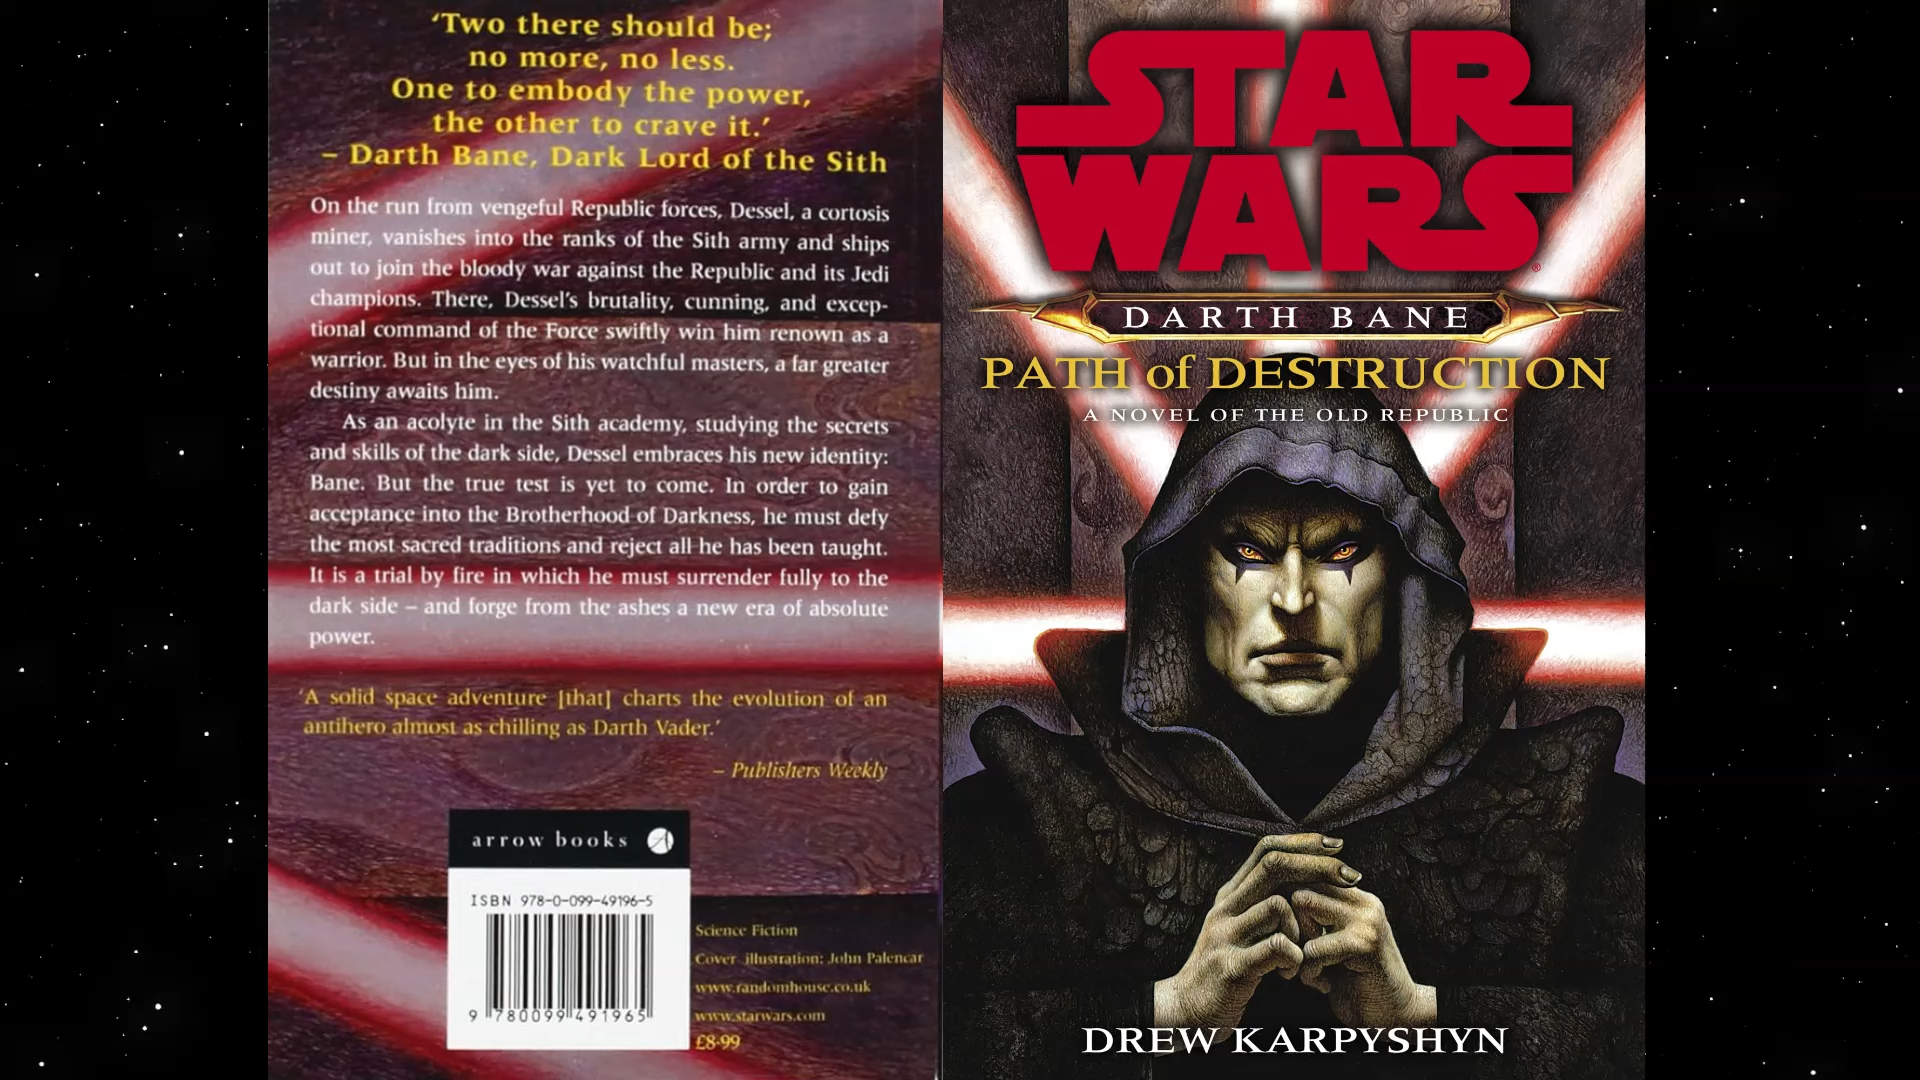 ‘Two there should be;
no more, no less.
One to embody the power,
the other to crave it.’
– Darth Bane, Dark Lord of the Sith
On the run from vengeful Republic forces, Dessel, a cortosis
miner, vanishes into the ranks of the Sith army and ships
out to join the bloody war against the Republic and its Jedi
champions. There, Dessel’s brutality, cunning, and excep-
tional command of the Force swiftly win him renown as a
warrior. But in the eyes of his watchful masters, a far greater
destiny awaits him.
As an acolyte in the Sith academy, studying the secrets
and skills of the dark side, Dessel embraces his new identity:
Bane. But the true test is yet to come. In order to gain
acceptance into the Brotherhood of Darkness, he must defy
the most sacred traditions and reject all he has been taught.
It is a trial by fire in which he must surrender fully to the
dark side – and forge from the ashes a new era of absolute
power.
‘A solid space adventure [that] charts the evolution of an
antihero almost as chilling as Darth Vader.’
– Publishers Weekly
arrow books
ISBN 978-0-099-49196-5
9 780099 491965
Science Fiction
Cover illustration: John Palencar
www.randomhouse.co.uk
www.starwars.com
£8·99
STAR
WARS®
DARTH BANE
PATH of DESTRUCTION
A NOVEL OF THE OLD REPUBLIC
DREW KARPYSHYN